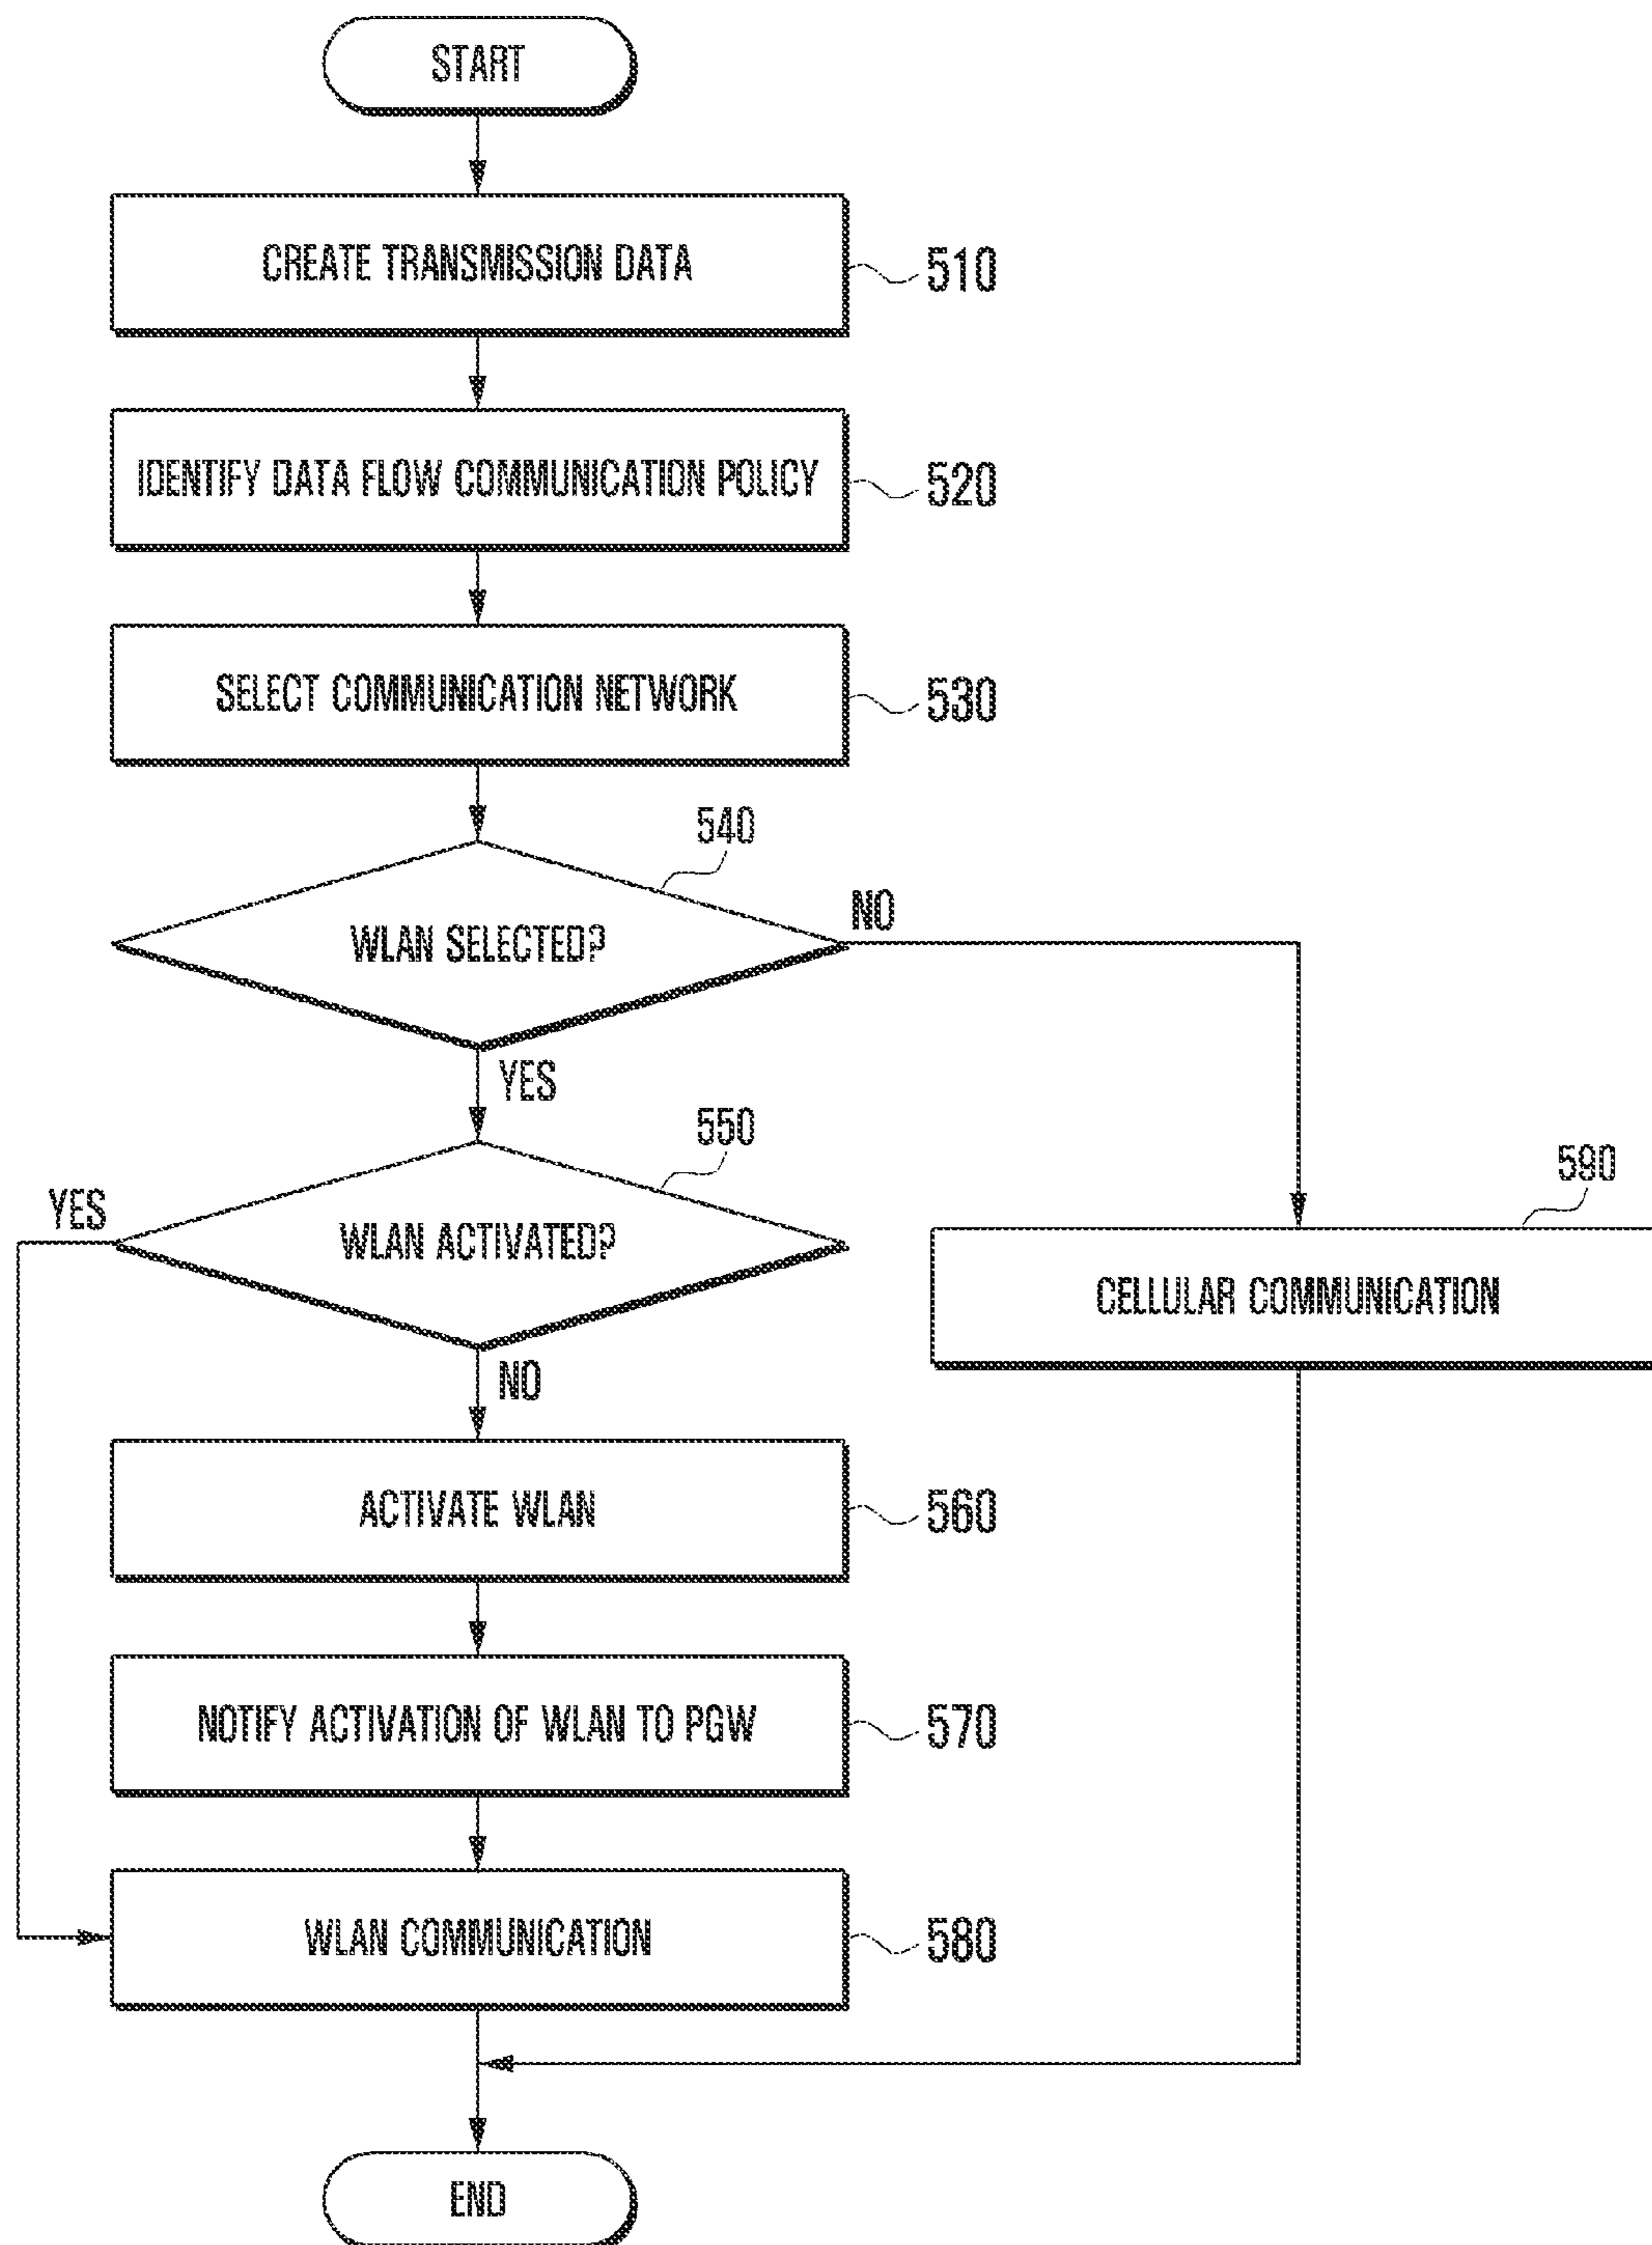 START
CREATE TRANSMISSION DATA
510
IDENTIFY DATA FLOW COMMUNICATION POLICY
520
SELECT COMMUNICATION NETWORK
530
540
WLAN SELECTED?
NO
YES
550
WLAN ACTIVATED?
YES
NO
590
CELLULAR COMMUNICATION
ACTIVATE WLAN
560
NOTIFY ACTIVATION OF WLAN TO PGW
570
WLAN COMMUNICATION
580
END